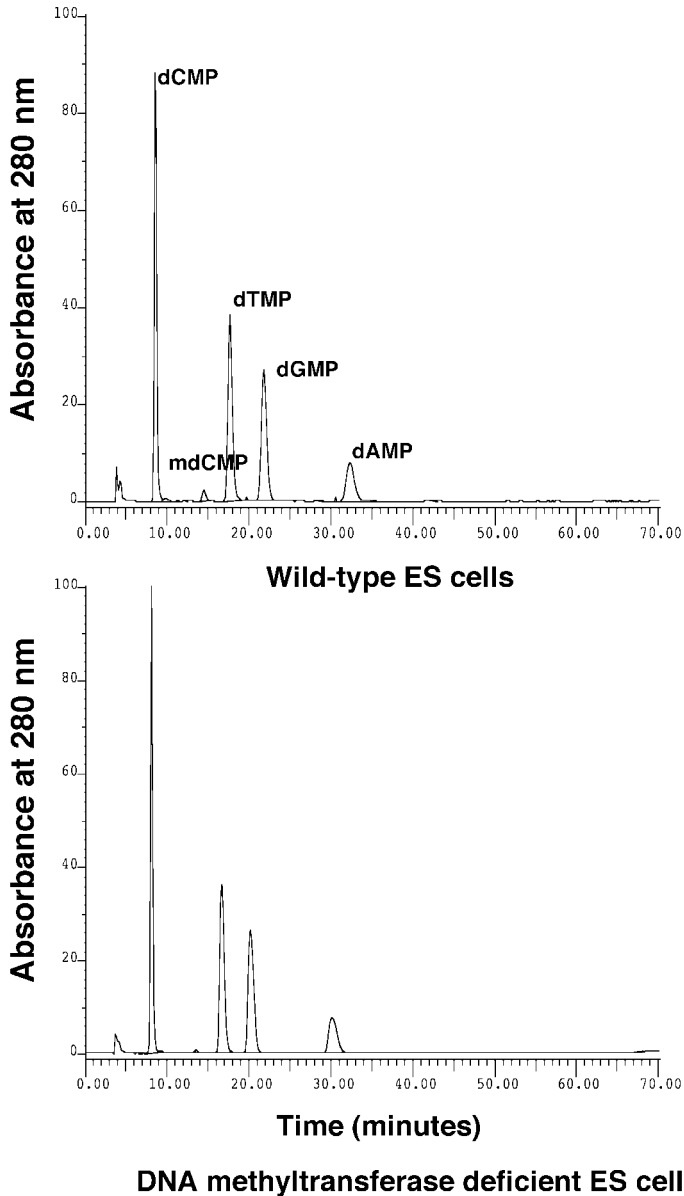 100
80
60
40
20
0
Absorbance at 280 nm
dCMP
mdCMP
dTMP
dGMP
dAMP
0.00 10.00 20.00 30.00 40.00 50.00 60.00 70.00
Wild-type ES cells
100
80
60
40
20
0
Absorbance at 280 nm
0.00 10.00 20.00 30.00 40.00 50.00 60.00 70.00
Time (minutes)
DNA methyltransferase deficient ES cell